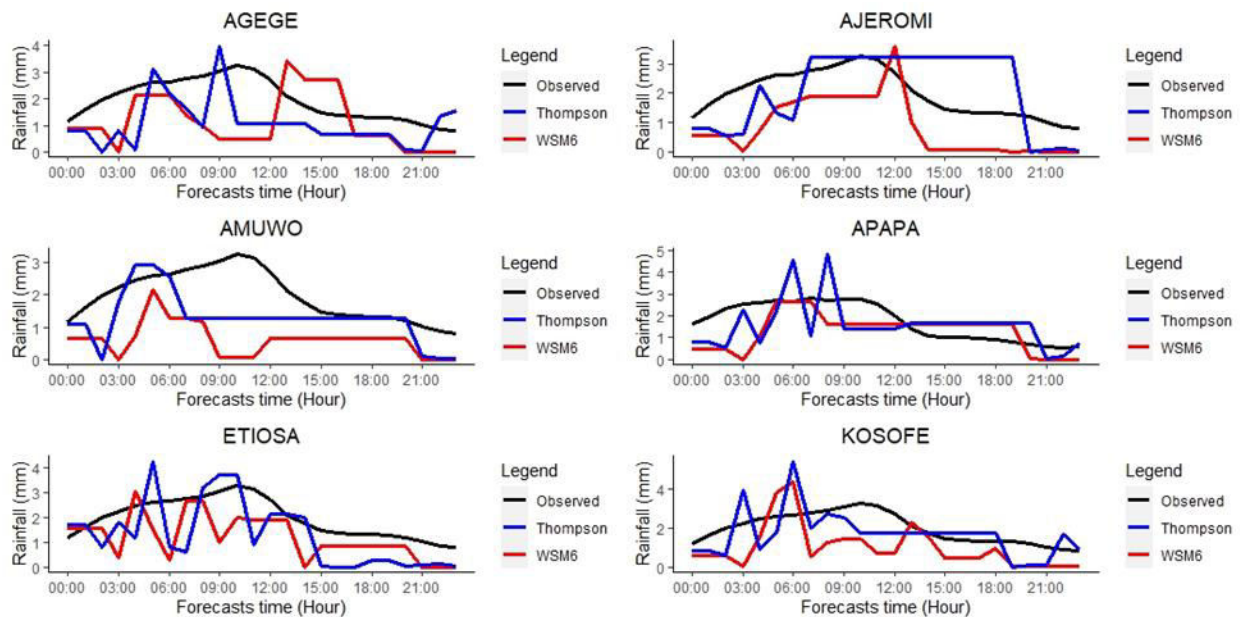 AGEGE
Rainfall (mm)
4
3
2
1
0
00:00 03:00 06:00 09:00 12:00 15:00 18:00 21:00
Forecasts time (Hour)
Legend
Observed
Thompson
WSM6
AJEROMI
Rainfall (mm)
3
2
1
0
00:00 03:00 06:00 09:00 12:00 15:00 18:00 21:00
Forecasts time (Hour)
Legend
Observed
Thompson
WSM6
AMUWO
Rainfall (mm)
3
2
1
0
00:00 03:00 06:00 09:00 12:00 15:00 18:00 21:00
Forecasts time (Hour)
Legend
Observed
Thompson
WSM6
APAPA
Rainfall (mm)
5
4
3
2
1
0
00:00 03:00 06:00 09:00 12:00 15:00 18:00 21:00
Forecasts time (Hour)
Legend
Observed
Thompson
WSM6
ETIOSA
Rainfall (mm)
4
3
2
1
0
00:00 03:00 06:00 09:00 12:00 15:00 18:00 21:00
Forecasts time (Hour)
Legend
Observed
Thompson
WSM6
KOSOFE
Rainfall (mm)
4
2
0
00:00 03:00 06:00 09:00 12:00 15:00 18:00 21:00
Forecasts time (Hour)
Legend
Observed
Thompson
WSM6